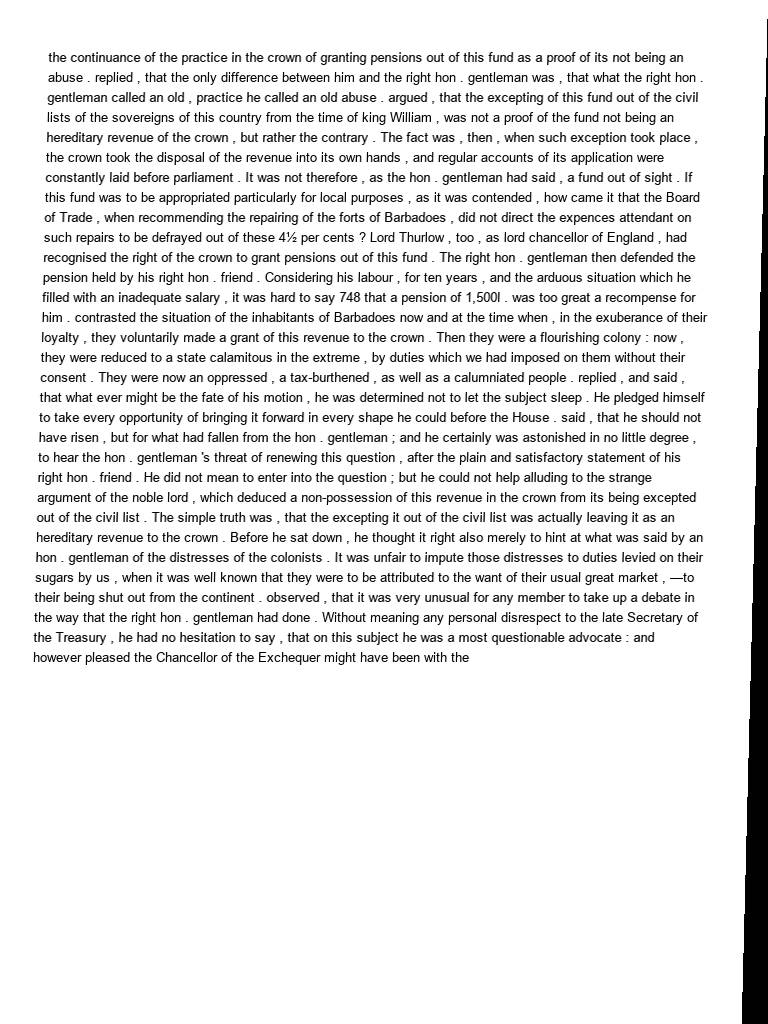 the continuance of the practice in the crown of granting pensions out of this fund as a proof of its not being an
abuse . replied , that the only difference between him and the right hon . gentleman was , that what the right hon .
gentleman called an old , practice he called an old abuse . argued , that the excepting of this fund out of the civil
lists of the sovereigns of this country from the time of king William , was not a proof of the fund not being an
hereditary revenue of the crown , but rather the contrary . The fact was , then , when such exception took place ,
the crown took the disposal of the revenue into its own hands , and regular accounts of its application were
constantly laid before parliament . It was not therefore , as the hon . gentleman had said , a fund out of sight . If
this fund was to be appropriated particularly for local purposes , as it was contended , how came it that the Board
of Trade , when recommending the repairing of the forts of Barbadoes , did not direct the expences attendant on
such repairs to be defrayed out of these 4½ per cents ? Lord Thurlow , too , as lord chancellor of England , had
recognised the right of the crown to grant pensions out of this fund . The right hon . gentleman then defended the
pension held by his right hon . friend . Considering his labour , for ten years , and the arduous situation which he
filled with an inadequate salary , it was hard to say 748 that a pension of 1,500l . was too great a recompense for
him . contrasted the situation of the inhabitants of Barbadoes now and at the time when , in the exuberance of their
loyalty , they voluntarily made a grant of this revenue to the crown . Then they were a flourishing colony : now ,
they were reduced to a state calamitous in the extreme , by duties which we had imposed on them without their
consent . They were now an oppressed , a tax-burthened , as well as a calumniated people . replied , and said ,
that what ever might be the fate of his motion , he was determined not to let the subject sleep . He pledged himself
to take every opportunity of bringing it forward in every shape he could before the House . said , that he should not
have risen , but for what had fallen from the hon . gentleman ; and he certainly was astonished in no little degree ,
to hear the hon . gentleman 's threat of renewing this question , after the plain and satisfactory statement of his
right hon . friend . He did not mean to enter into the question ; but he could not help alluding to the strange
argument of the noble lord , which deduced a non-possession of this revenue in the crown from its being excepted
out of the civil list . The simple truth was , that the excepting it out of the civil list was actually leaving it as an
hereditary revenue to the crown . Before he sat down , he thought it right also merely to hint at what was said by an
hon . gentleman of the distresses of the colonists . It was unfair to impute those distresses to duties levied on their
sugars by us , when it was well known that they were to be attributed to the want of their usual great market , —to
their being shut out from the continent . observed , that it was very unusual for any member to take up a debate in
the way that the right hon . gentleman had done . Without meaning any personal disrespect to the late Secretary of
the Treasury , he had no hesitation to say , that on this subject he was a most questionable advocate : and
however pleased the Chancellor of the Exchequer might have been with the